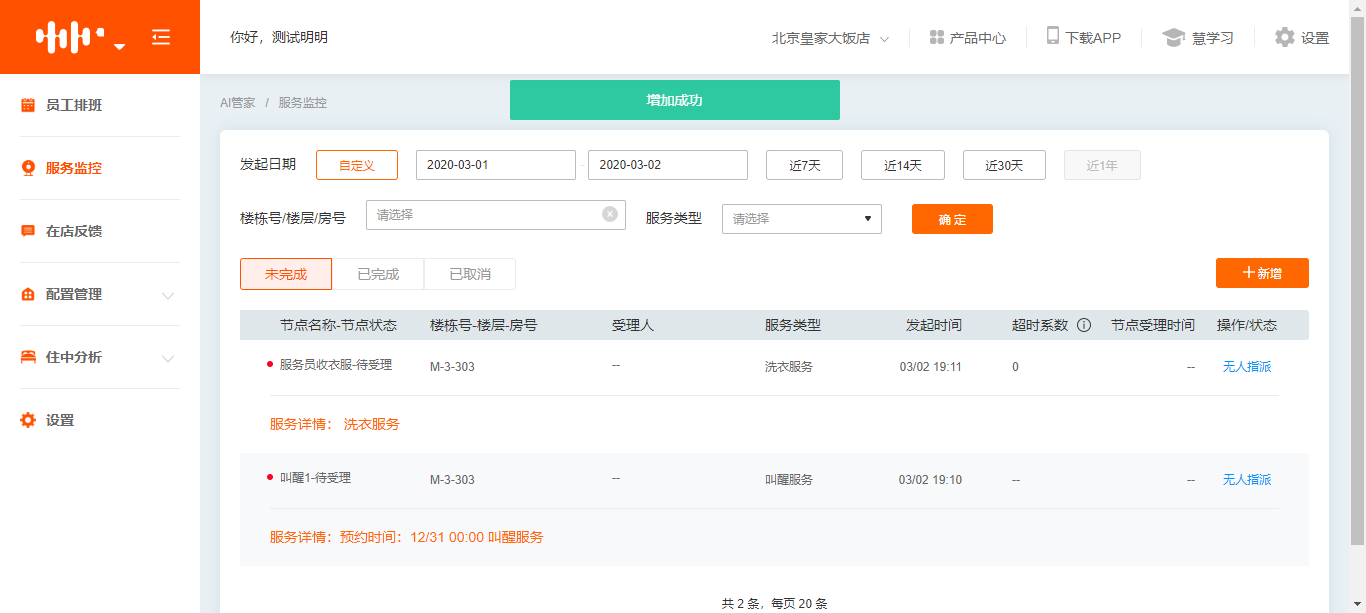 你好，测试明明
北京皇家大饭店
产品中心
下载APP
慧学习
设置
员工排班
服务监控
在店反馈
配置管理
住中分析
设置
AI管家 / 服务监控
增加成功
发起日期 自定义 2020-03-01 - 2020-03-02 近7天 近14天 近30天 近1年
楼栋号/楼层/房号 请选择 服务类型 请选择 确 定
未完成 已完成 已取消 新增
节点名称-节点状态 楼栋号-楼层-房号 受理人 服务类型 发起时间 超时系数 节点受理时间 操作/状态
服务员收衣服-待受理 M-3-303 -- 洗衣服务 03/02 19:11 0 -- 无人指派
服务详情： 洗衣服务
叫醒1-待受理 M-3-303 -- 叫醒服务 03/02 19:10 -- -- 无人指派
服务详情：预约时间：12/31 00:00 叫醒服务
共 2 条，每页 20 条